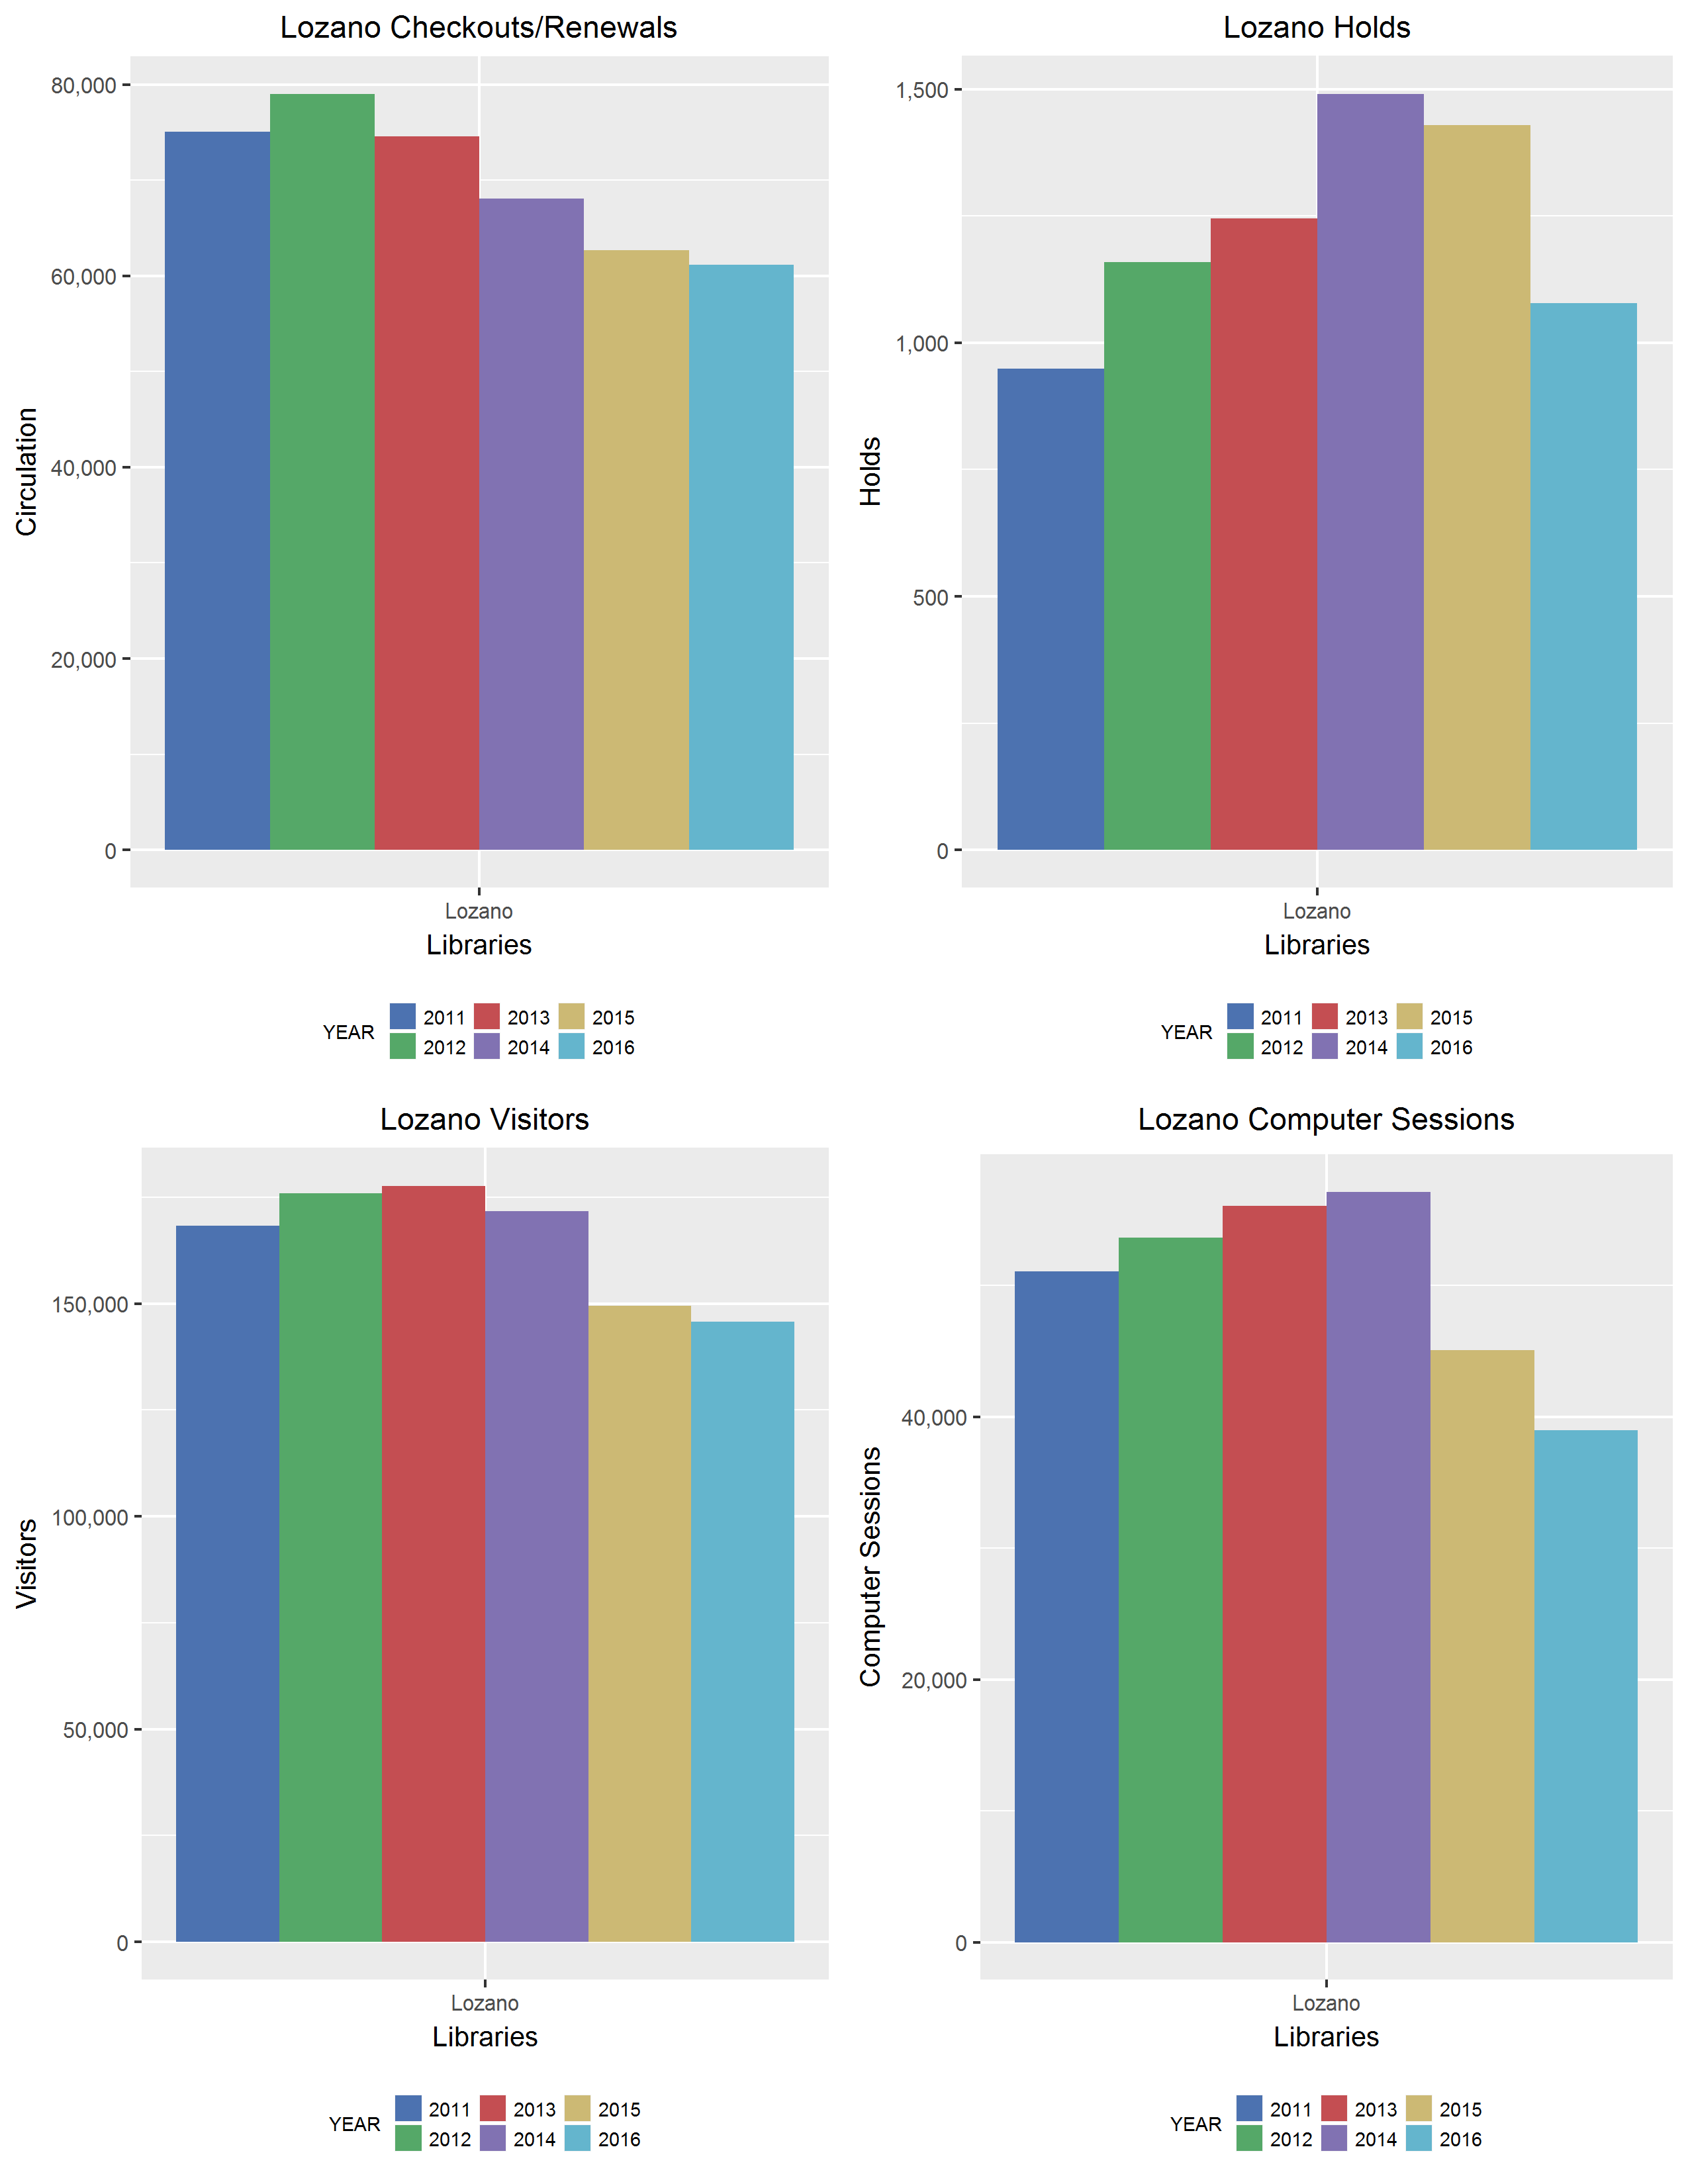 Lozano Checkouts/Renewals
80,000
60,000
40,000
20,000
0
Circulation
Lozano
Libraries
YEAR 2011 2013 2015
2012 2014 2016
Lozano Holds
1,500
1,000
500
0
Holds
Lozano
Libraries
YEAR 2011 2013 2015
2012 2014 2016
Lozano Visitors
150,000
100,000
50,000
0
Visitors
Lozano
Libraries
YEAR 2011 2013 2015
2012 2014 2016
Lozano Computer Sessions
40,000
20,000
0
Computer Sessions
Lozano
Libraries
YEAR 2011 2013 2015
2012 2014 2016